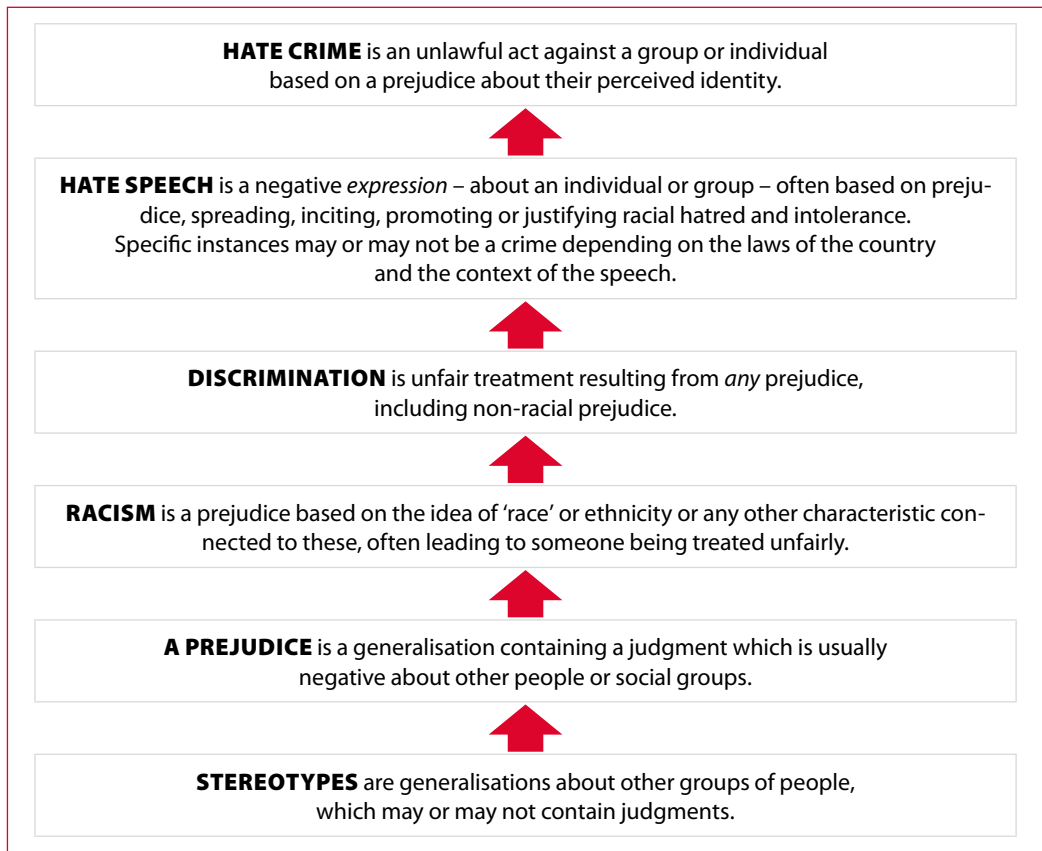 HATE CRIME is an unlawful act against a group or individual
based on a prejudice about their perceived identity.
HATE SPEECH is a negative expression – about an individual or group – often based on preju-
dice, spreading, inciting, promoting or justifying racial hatred and intolerance.
Specific instances may or may not be a crime depending on the laws of the country
and the context of the speech.
DISCRIMINATION is unfair treatment resulting from any prejudice,
including non-racial prejudice.
RACISM is a prejudice based on the idea of ‘race’ or ethnicity or any other characteristic con-
nected to these, often leading to someone being treated unfairly.
A PREJUDICE is a generalisation containing a judgment which is usually
negative about other people or social groups.
STEREOTYPES are generalisations about other groups of people,
which may or may not contain judgments.